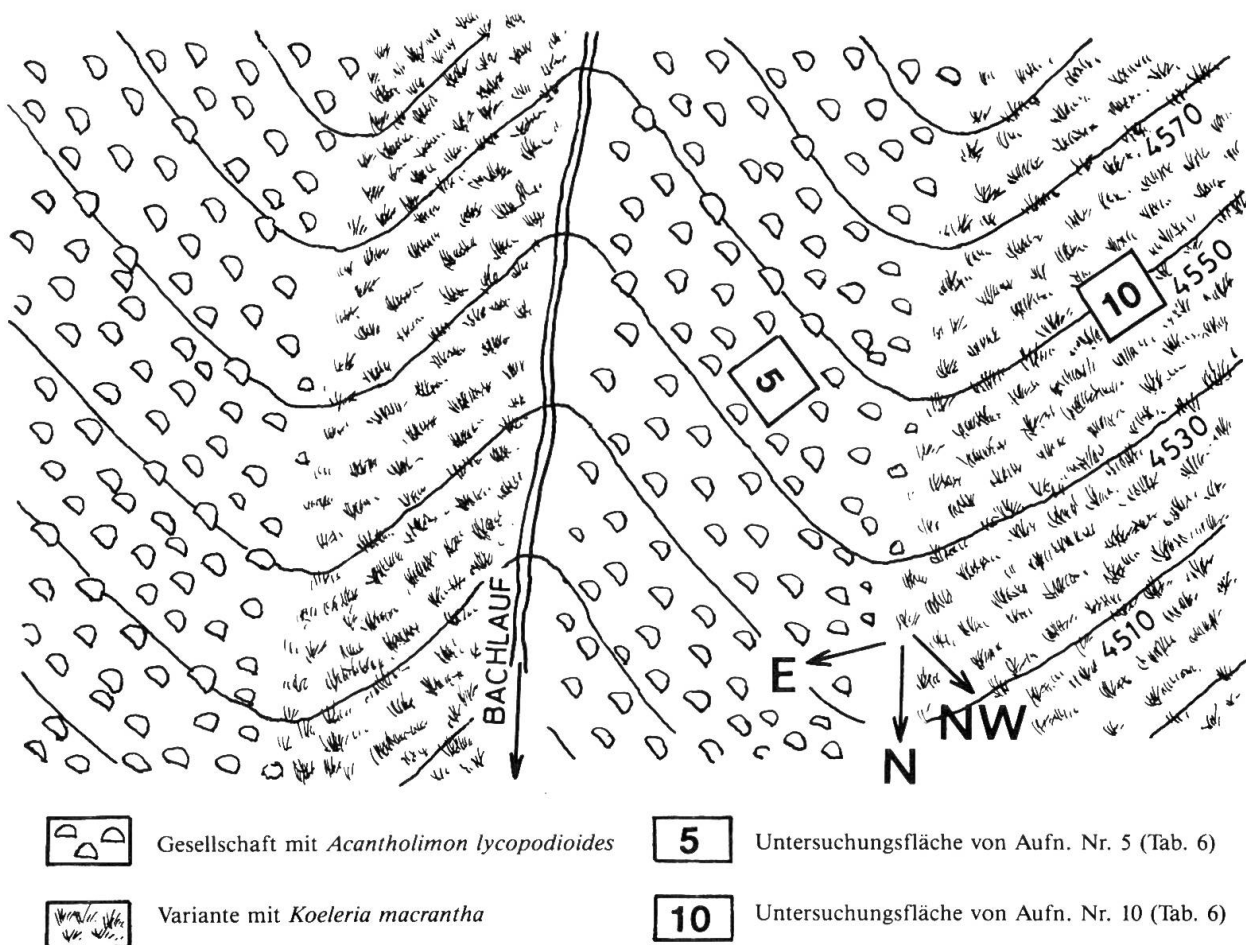 4570
4550
10
5
4530
4510
BACHLAUF
E
NW
N
Gesellschaft mit Acantholimon lycopodioides
5 Untersuchungsfläche von Aufn. Nr. 5 (Tab. 6)
Variante mit Koeleria macrantha
10 Untersuchungsfläche von Aufn. Nr. 10 (Tab. 6)